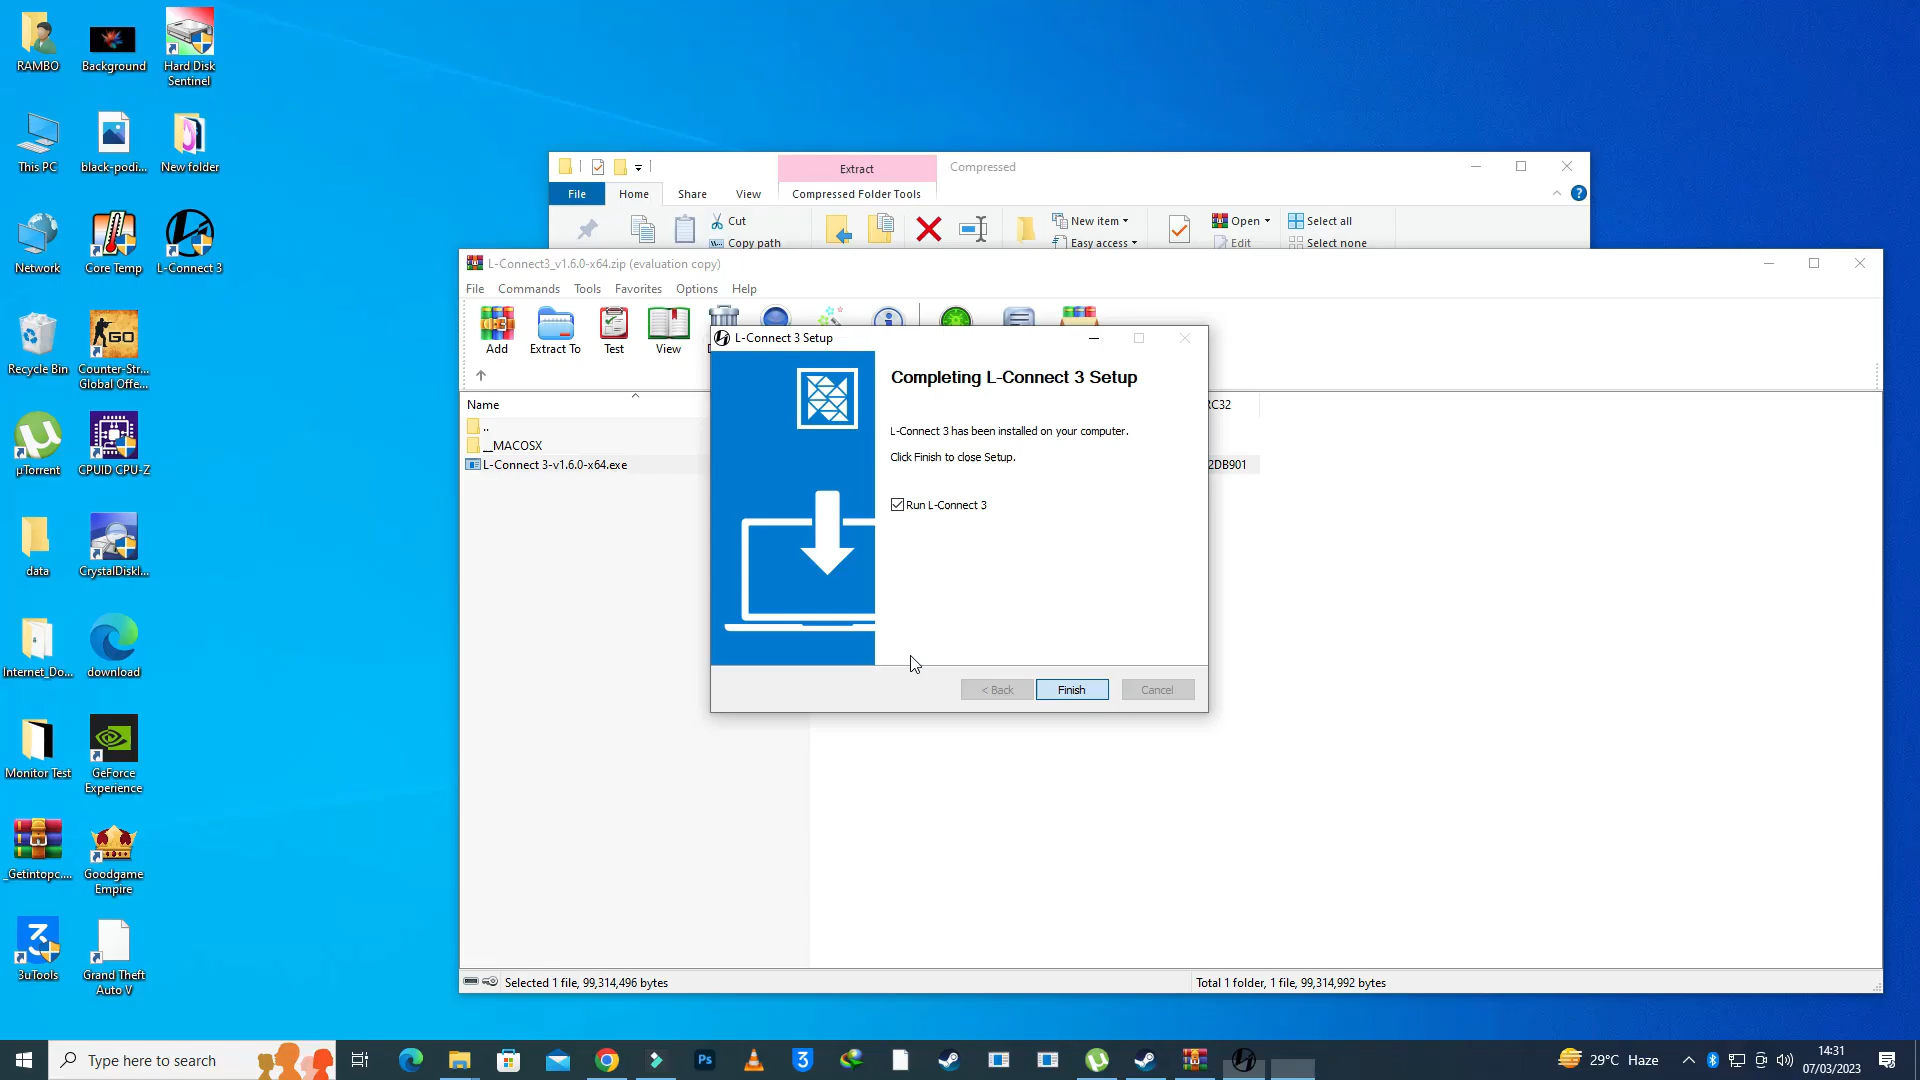 RAMBO
Background
Hard Disk
Sentinel
This PC
black-podi...
New folder
Network
Core Temp
L-Connect 3
Recycle Bin
Counter-Str...
Global Offe...
µTorrent
CPUID CPU-Z
data
CrystalDiskI...
Internet_Do...
download
Monitor Test
GeForce
Experience
_Getintopc....
Goodgame
Empire
3uTools
Grand Theft
Auto V
Extract
Compressed
File
Home
Share
View
Compressed Folder Tools
Cut
Copy path
New item
Easy access
Open
Edit
Select all
Select none
L-Connect3_v1.6.0-x64.zip (evaluation copy)
File
Commands
Tools
Favorites
Options
Help
Add
Extract To
Test
View
Name
RC32
..
__MACOSX
L-Connect 3-v1.6.0-x64.exe
2DB901
L-Connect 3 Setup
Completing L-Connect 3 Setup
L-Connect 3 has been installed on your computer.
Click Finish to close Setup.
Run L-Connect 3
< Back
Finish
Cancel
Selected 1 file, 99,314,496 bytes
Total 1 folder, 1 file, 99,314,992 bytes
Type here to search
Ps
29°C Haze
14:31
07/03/2023